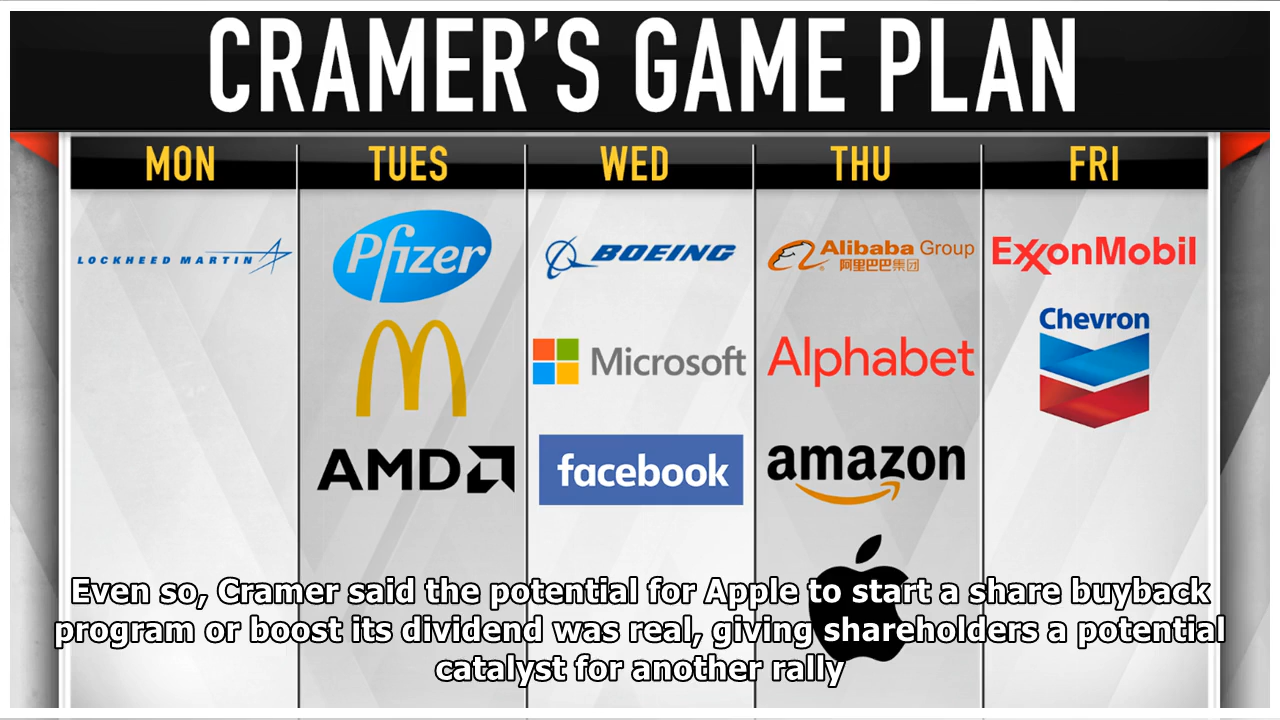 CRAMER'S GAME PLAN
MON
TUES
WED
THU
FRI
LOCKHEED MARTIN
Pfizer
AMD
BOEING
Microsoft
facebook
Alibaba Group
阿里巴巴集团
Alphabet
amazon
ExxonMobil
Chevron
Even so, Cramer said the potential for Apple to start a share buyback
program or boost its dividend was real, giving shareholders a potential
catalyst for another rally